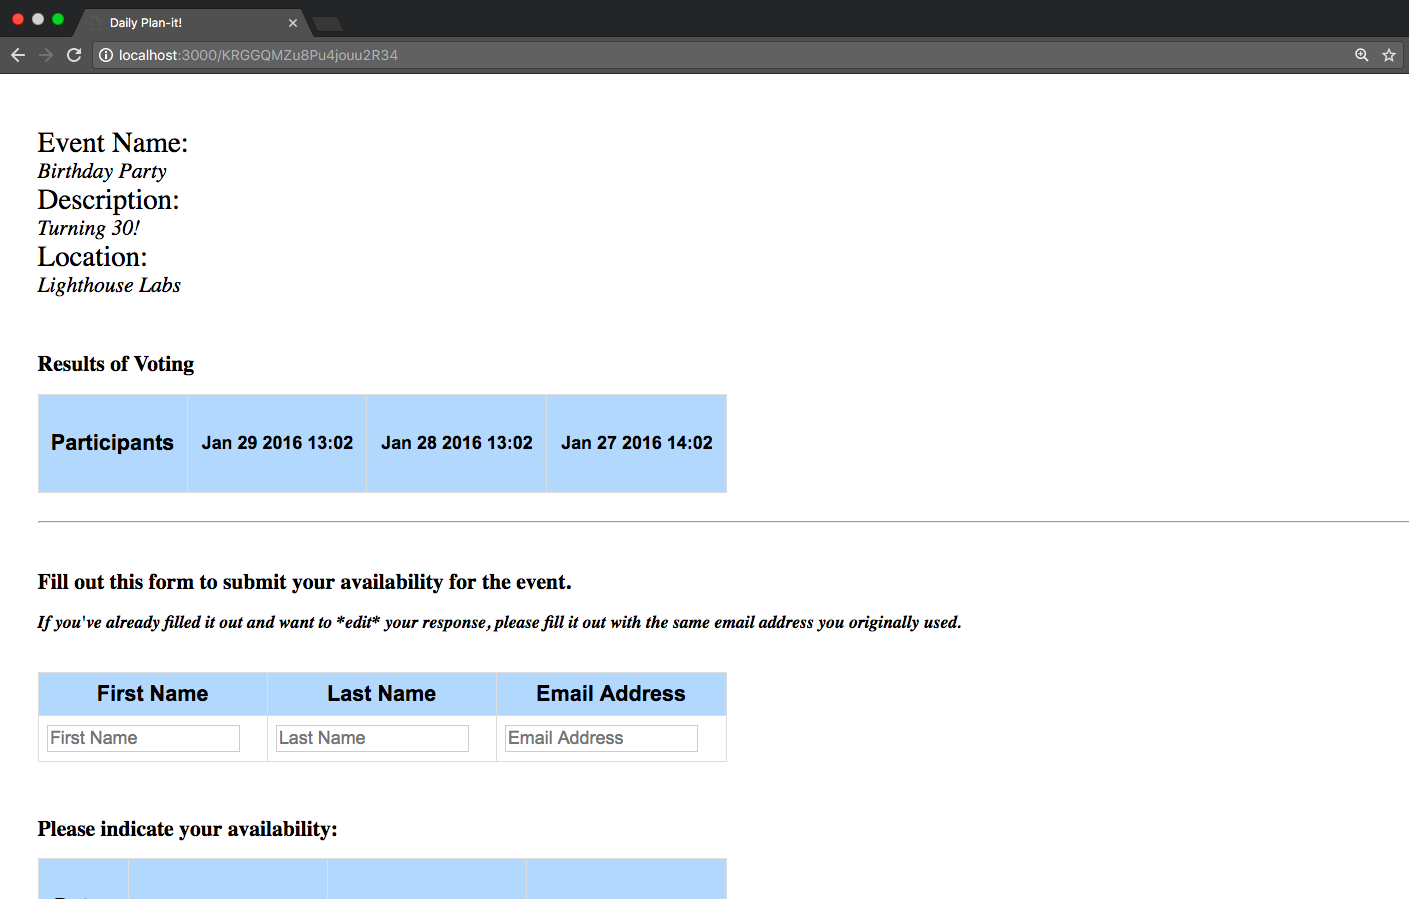 Daily Plan-it!
localhost:3000/KRGGQMZu8Pu4jouu2R34
Event Name:
Birthday Party
Description:
Turning 30!
Location:
Lighthouse Labs
Results of Voting
Participants Jan 29 2016 13:02 Jan 28 2016 13:02 Jan 27 2016 14:02
Fill out this form to submit your availability for the event.
If you've already filled it out and want to *edit* your response, please fill it out with the same email address you originally used.
First Name Last Name Email Address
First Name Last Name Email Address
Please indicate your availability: